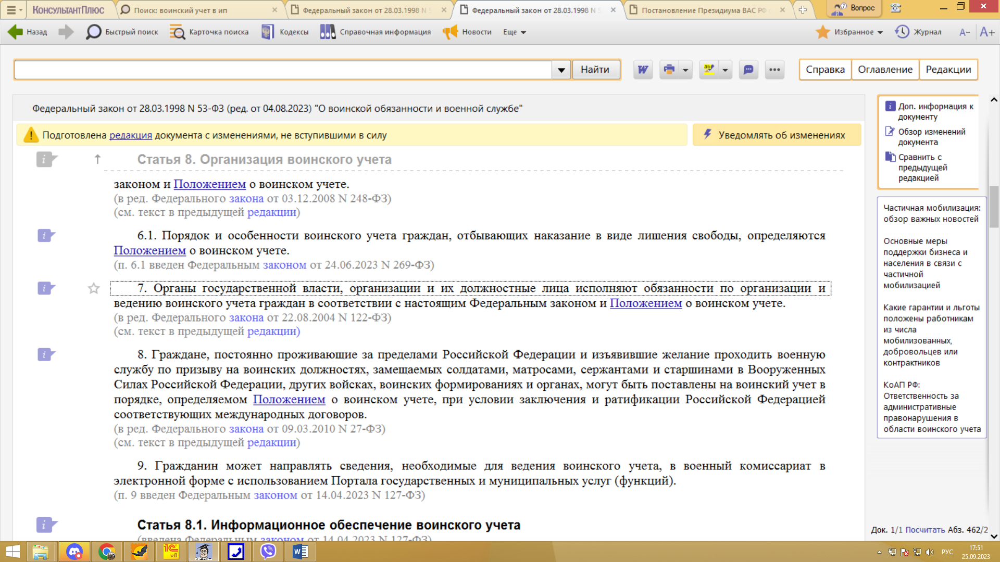 КонсультантПлюс
Поиск: воинский учет в ип
Федеральный закон от 28.03.1998 N 5
Федеральный закон от 28.03.1998 N 5
Постановление Президиума ВАС РФ
Вопрос
Назад
Быстрый поиск
Карточка поиска
Кодексы
Справочная информация
Новости
Еще
Избранное
Журнал
A−
A+
Найти
Справка
Оглавление
Редакции
Федеральный закон от 28.03.1998 N 53-ФЗ (ред. от 04.08.2023) "О воинской обязанности и военной службе"
Подготовлена редакция документа с изменениями, не вступившими в силу
Уведомлять об изменениях
Статья 8. Организация воинского учета
законом и Положением о воинском учете.
(в ред. Федерального закона от 03.12.2008 N 248-ФЗ)
(см. текст в предыдущей редакции)
6.1. Порядок и особенности воинского учета граждан, отбывающих наказание в виде лишения свободы, определяются
Положением о воинском учете.
(п. 6.1 введен Федеральным законом от 24.06.2023 N 269-ФЗ)
7. Органы государственной власти, организации и их должностные лица исполняют обязанности по организации и
ведению воинского учета граждан в соответствии с настоящим Федеральным законом и Положением о воинском учете.
(в ред. Федерального закона от 22.08.2004 N 122-ФЗ)
(см. текст в предыдущей редакции)
8. Граждане, постоянно проживающие за пределами Российской Федерации и изъявившие желание проходить военную
службу по призыву на воинских должностях, замещаемых солдатами, матросами, сержантами и старшинами в Вооруженных
Силах Российской Федерации, других войсках, воинских формированиях и органах, могут быть поставлены на воинский учет в
порядке, определяемом Положением о воинском учете, при условии заключения и ратификации Российской Федерацией
соответствующих международных договоров.
(в ред. Федерального закона от 09.03.2010 N 27-ФЗ)
(см. текст в предыдущей редакции)
9. Гражданин может направлять сведения, необходимые для ведения воинского учета, в военный комиссариат в
электронной форме с использованием Портала государственных и муниципальных услуг (функций).
(п. 9 введен Федеральным законом от 14.04.2023 N 127-ФЗ)
Статья 8.1. Информационное обеспечение воинского учета
(введена Федеральным законом от 14.04.2023 N 127-ФЗ)
Доп. информация к
документу
Обзор изменений
документа
Сравнить с
предыдущей
редакцией
Частичная мобилизация:
обзор важных новостей
Основные меры
поддержки бизнеса и
населения в связи с
частичной
мобилизацией
Какие гарантии и льготы
положены работникам
из числа
мобилизованных,
добровольцев или
контрактников
КоАП РФ:
Ответственность за
административные
правонарушения в
области воинского учета
Док. 1/1 Посчитать Абз. 462/2
РУС
17:51
25.09.2023